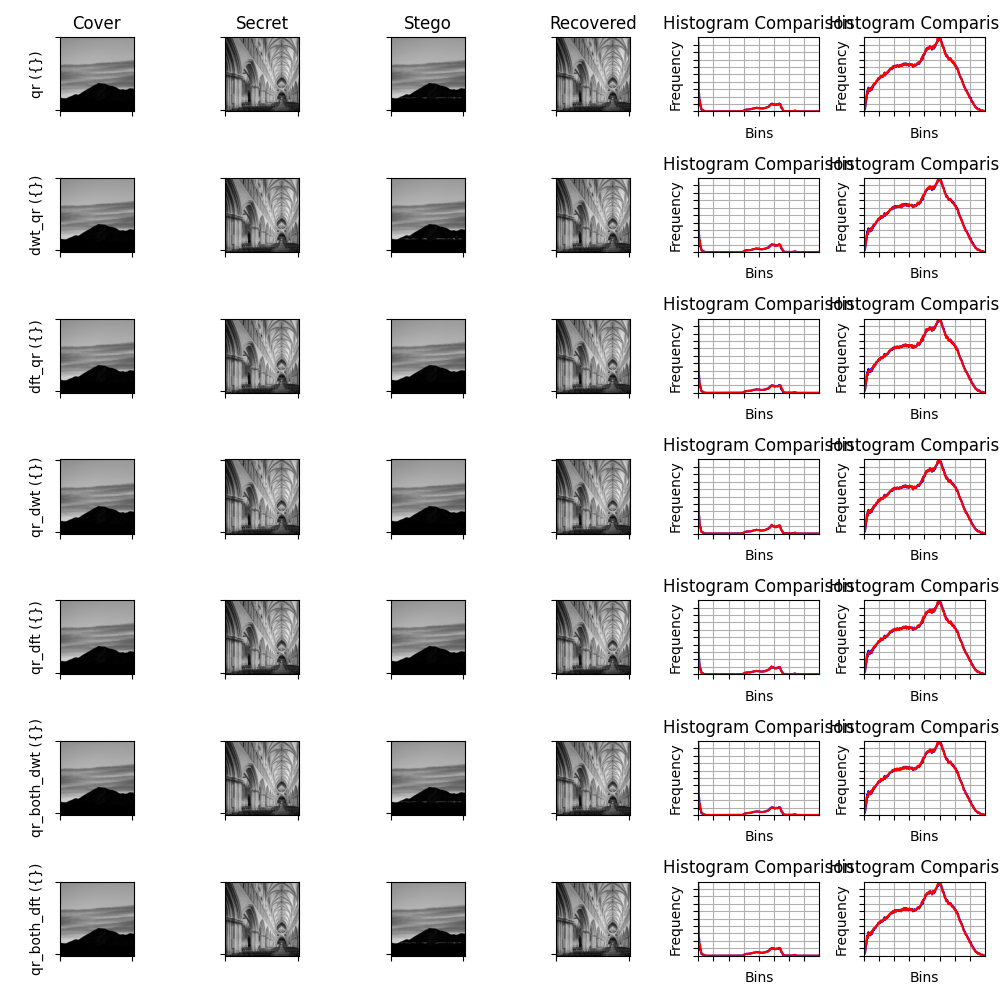 Cover Secret Stego Recovered Histogram Comparison Histogram Comparis
qr ({})
Frequency Frequency
Bins Bins
Histogram Comparison Histogram Comparis
dwt_qr ({})
Frequency Frequency
Bins Bins
Histogram Comparison Histogram Comparis
dft_qr ({})
Frequency Frequency
Bins Bins
Histogram Comparison Histogram Comparis
qr_dwt ({})
Frequency Frequency
Bins Bins
Histogram Comparison Histogram Comparis
qr_dft ({})
Frequency Frequency
Bins Bins
Histogram Comparison Histogram Comparis
qr_both_dwt ({})
Frequency Frequency
Bins Bins
Histogram Comparison Histogram Comparis
qr_both_dft ({})
Frequency Frequency
Bins Bins